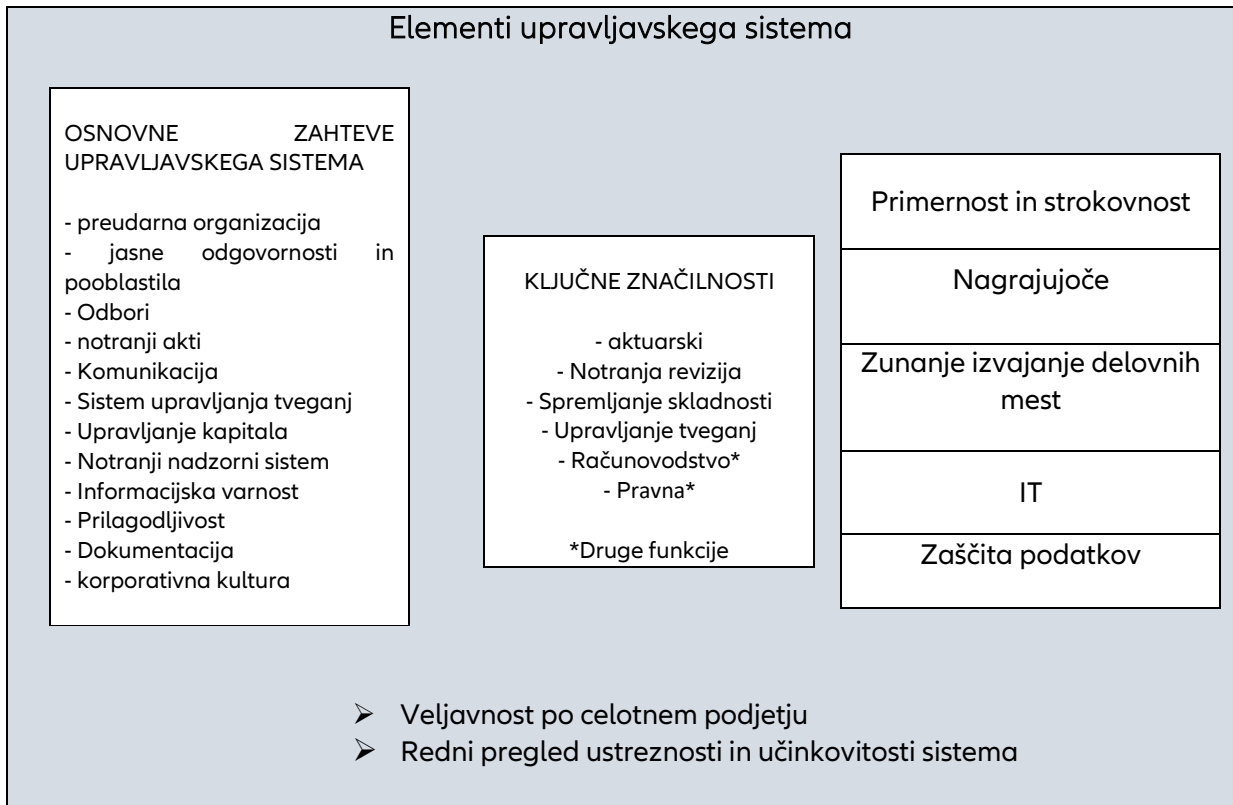 Elementi upravljavskega sistema
OSNOVNE ZAHTEVE
UPRAVLJAVSKEGA SISTEMA
- preudarna organizacija
- jasne odgovornosti in
pooblastila
- Odbori
- notranji akti
- Komunikacija
- Sistem upravljanja tveganj
- Upravljanje kapitala
- Notranji nadzorni sistem
- Informacijska varnost
- Prilagodljivost
- Dokumentacija
- korporativna kultura
KLJUČNE ZNAČILNOSTI
- aktuarski
- Notranja revizija
- Spremljanje skladnosti
- Upravljanje tveganj
- Računovodstvo*
- Pravna*
*Druge funkcije
Primernost in strokovnost
Nagrajujoče
Zunanje izvajanje delovnih
mest
IT
Zaščita podatkov
➢ Veljavnost po celotnem podjetju
➢ Redni pregled ustreznosti in učinkovitosti sistema